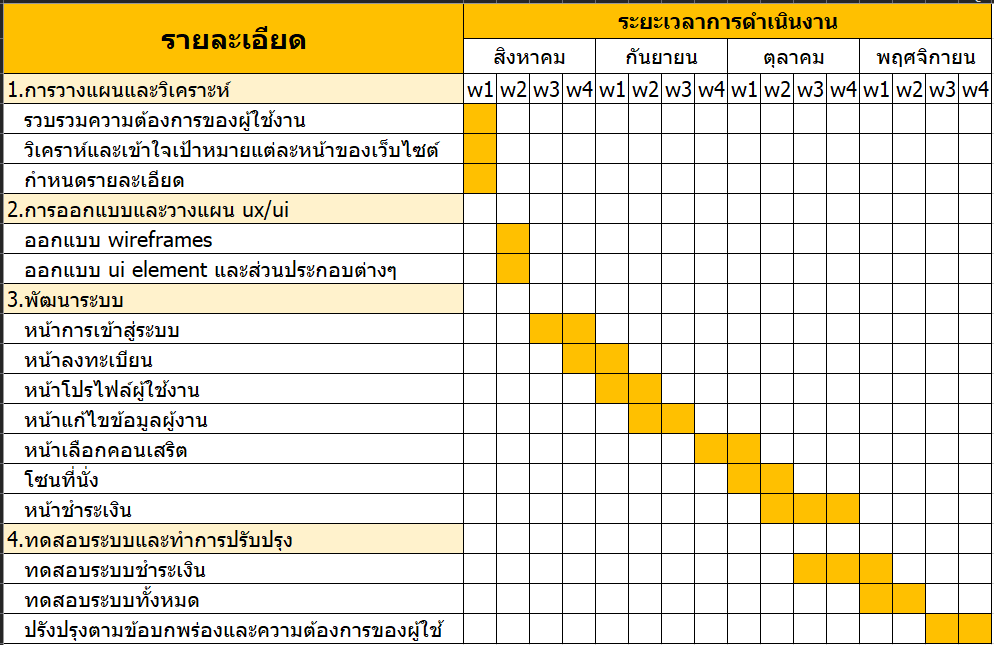 รายละเอียด
ระยะเวลาการดำเนินงาน
สิงหาคม กันยายน ตุลาคม พฤศจิกายน
1.การวางแผนและวิเคราะห์ w1 w2 w3 w4 w1 w2 w3 w4 w1 w2 w3 w4 w1 w2 w3 w4
รวบรวมความต้องการของผู้ใช้งาน
วิเคราห์และเข้าใจเป้าหมายแต่ละหน้าของเว็บไซต์
กำหนดรายละเอียด
2.การออกแบบและวางแผน ux/ui
ออกแบบ wireframes
ออกแบบ ui element และส่วนประกอบต่างๆ
3.พัฒนาระบบ
หน้าการเข้าสู่ระบบ
หน้าลงทะเบียน
หน้าโปรไฟล์ผู้ใช้งาน
หน้าแก้ไขข้อมูลผู้งาน
หน้าเลือกคอนเสริต
โซนที่นั่ง
หน้าชำระเงิน
4.ทดสอบระบบและทำการปรับปรุง
ทดสอบระบบชำระเงิน
ทดสอบระบบทั้งหมด
ปรังปรุงตามข้อบกพร่องและความต้องการของผู้ใช้